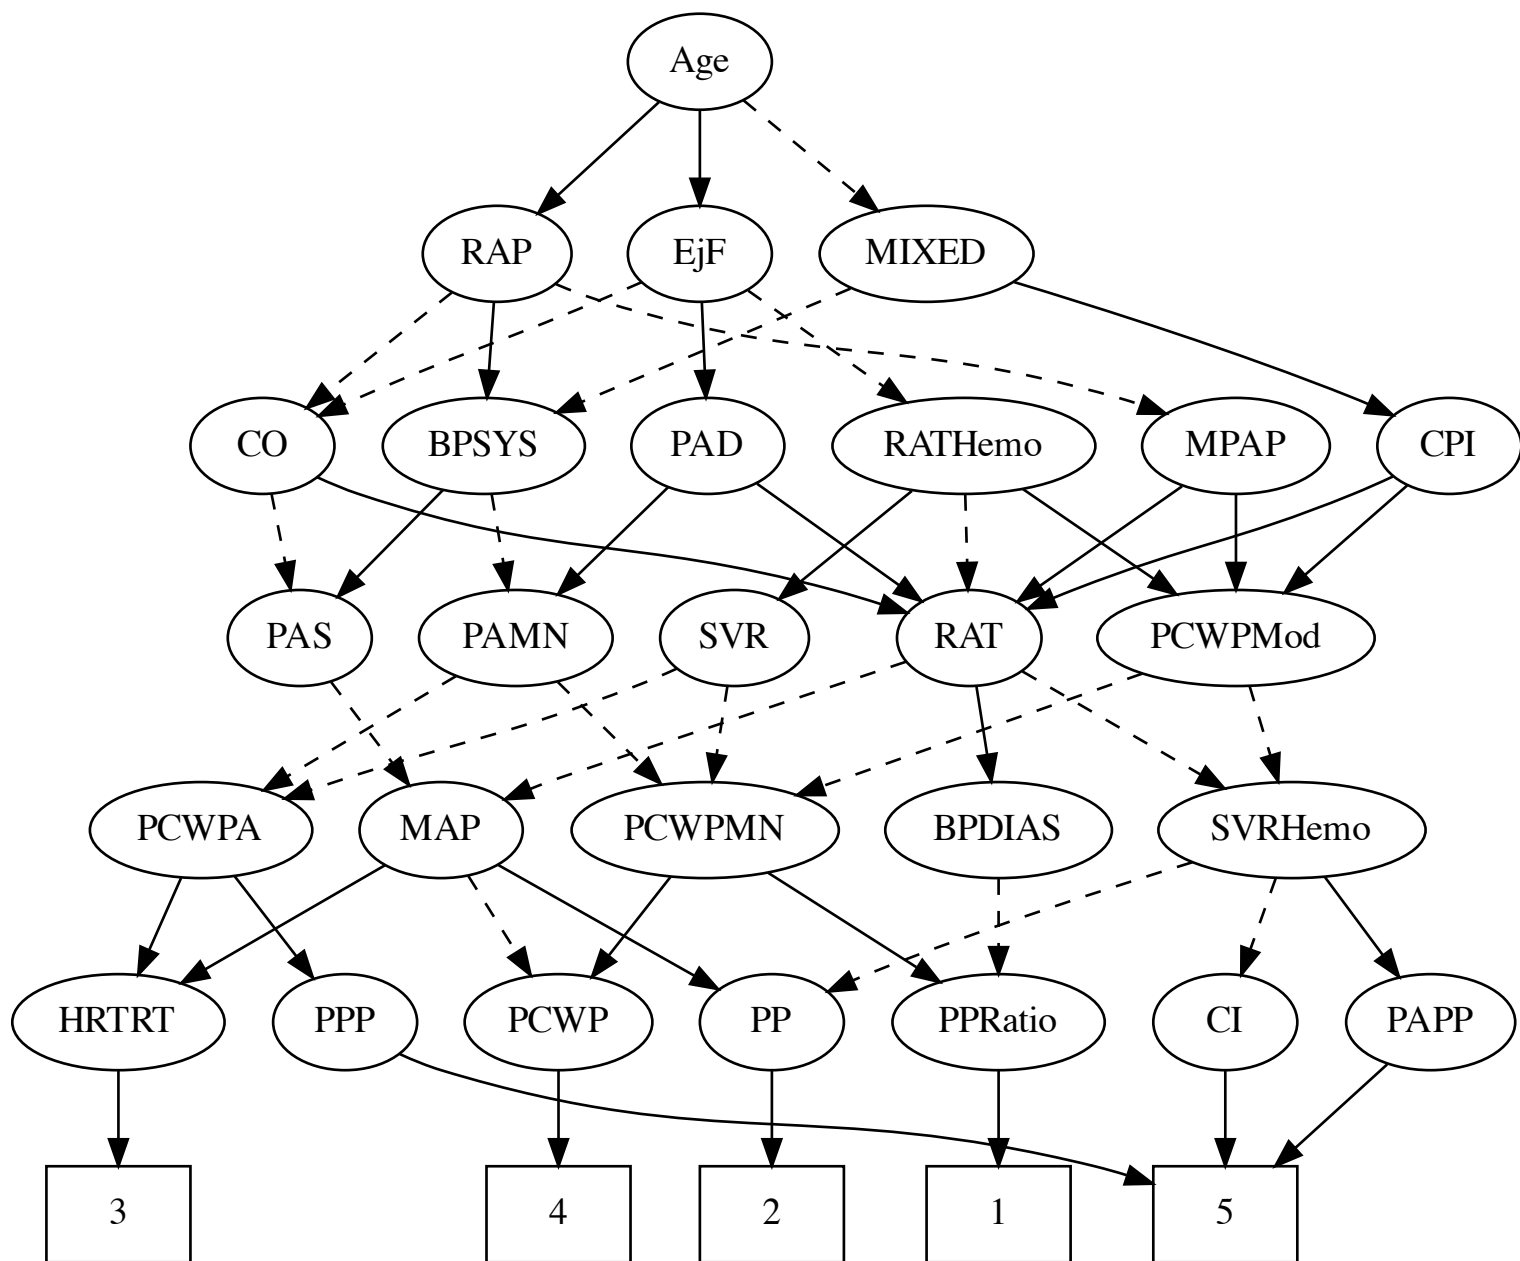 Age
RAP
EjF
MIXED
CO
BPSYS
PAD
RATHemo
MPAP
CPI
PAS
PAMN
SVR
RAT
PCWPMod
PCWPA
MAP
PCWPMN
BPDIAS
SVRHemo
HRTRT
PPP
PCWP
PP
PPRatio
CI
PAPP
3
4
2
1
5